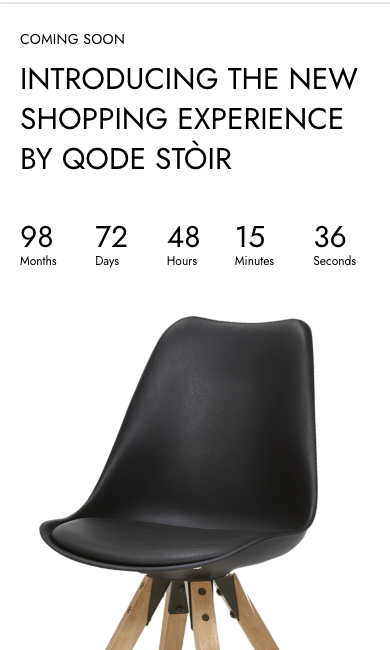 COMING SOON
INTRODUCING THE NEW
SHOPPING EXPERIENCE
BY QODE STÒIR
98 72 48 15 36
Months Days Hours Minutes Seconds